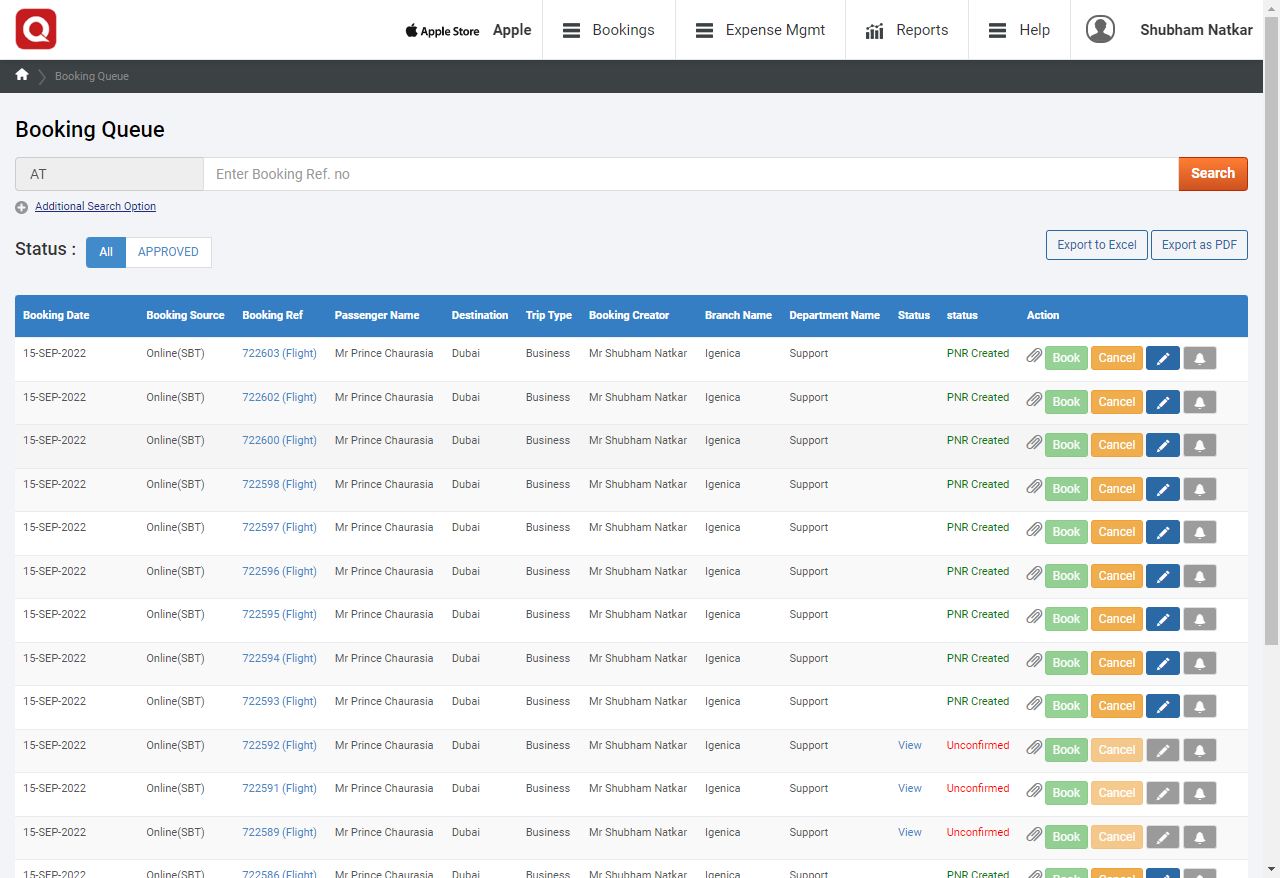 Q
Apple Store Apple Bookings Expense Mgmt Reports Help Shubham Natkar
Booking Queue
Booking Queue
AT Enter Booking Ref. no Search
Additional Search Option
Status : All APPROVED Export to Excel Export as PDF
Booking Date Booking Source Booking Ref Passenger Name Destination Trip Type Booking Creator Branch Name Department Name Status status Action
15-SEP-2022 Online(SBT) 722603 (Flight) Mr Prince Chaurasia Dubai Business Mr Shubham Natkar Igenica Support PNR Created Book Cancel
15-SEP-2022 Online(SBT) 722602 (Flight) Mr Prince Chaurasia Dubai Business Mr Shubham Natkar Igenica Support PNR Created Book Cancel
15-SEP-2022 Online(SBT) 722600 (Flight) Mr Prince Chaurasia Dubai Business Mr Shubham Natkar Igenica Support PNR Created Book Cancel
15-SEP-2022 Online(SBT) 722598 (Flight) Mr Prince Chaurasia Dubai Business Mr Shubham Natkar Igenica Support PNR Created Book Cancel
15-SEP-2022 Online(SBT) 722597 (Flight) Mr Prince Chaurasia Dubai Business Mr Shubham Natkar Igenica Support PNR Created Book Cancel
15-SEP-2022 Online(SBT) 722596 (Flight) Mr Prince Chaurasia Dubai Business Mr Shubham Natkar Igenica Support PNR Created Book Cancel
15-SEP-2022 Online(SBT) 722595 (Flight) Mr Prince Chaurasia Dubai Business Mr Shubham Natkar Igenica Support PNR Created Book Cancel
15-SEP-2022 Online(SBT) 722594 (Flight) Mr Prince Chaurasia Dubai Business Mr Shubham Natkar Igenica Support PNR Created Book Cancel
15-SEP-2022 Online(SBT) 722593 (Flight) Mr Prince Chaurasia Dubai Business Mr Shubham Natkar Igenica Support PNR Created Book Cancel
15-SEP-2022 Online(SBT) 722592 (Flight) Mr Prince Chaurasia Dubai Business Mr Shubham Natkar Igenica Support View Unconfirmed Book Cancel
15-SEP-2022 Online(SBT) 722591 (Flight) Mr Prince Chaurasia Dubai Business Mr Shubham Natkar Igenica Support View Unconfirmed Book Cancel
15-SEP-2022 Online(SBT) 722589 (Flight) Mr Prince Chaurasia Dubai Business Mr Shubham Natkar Igenica Support View Unconfirmed Book Cancel
15-SEP-2022 Online(SBT) 722586 (Flight) Mr Prince Chaurasia Dubai Business Mr Shubham Natkar Igenica Support PNR Created Book Cancel